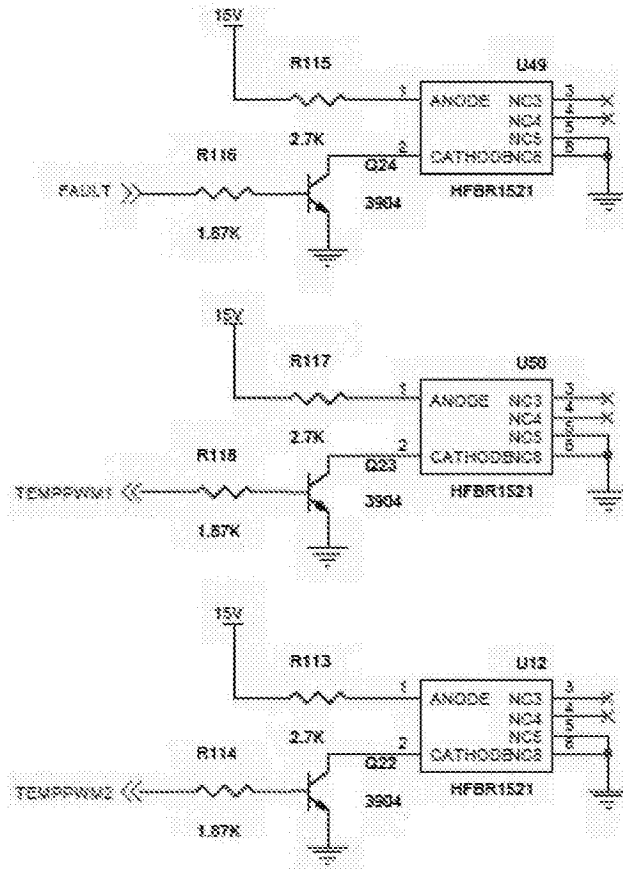 15V
R115
U49
1 ANODE NC3 3
NC4 4
2.7K
NC5 5
R116
2 CATHODE NC6 6
Q24
FAULT
3904
HFBR1521
1.87K
15V
R117
U50
1 ANODE NC3 3
NC4 4
2.7K
NC5 5
R118
2 CATHODE NC6 6
Q23
TEMPPWM1
3904
HFBR1521
1.87K
15V
R113
U12
1 ANODE NC3 3
NC4 4
2.7K
NC5 5
R114
2 CATHODE NC6 6
Q22
TEMPPWM2
3904
HFBR1521
1.87K